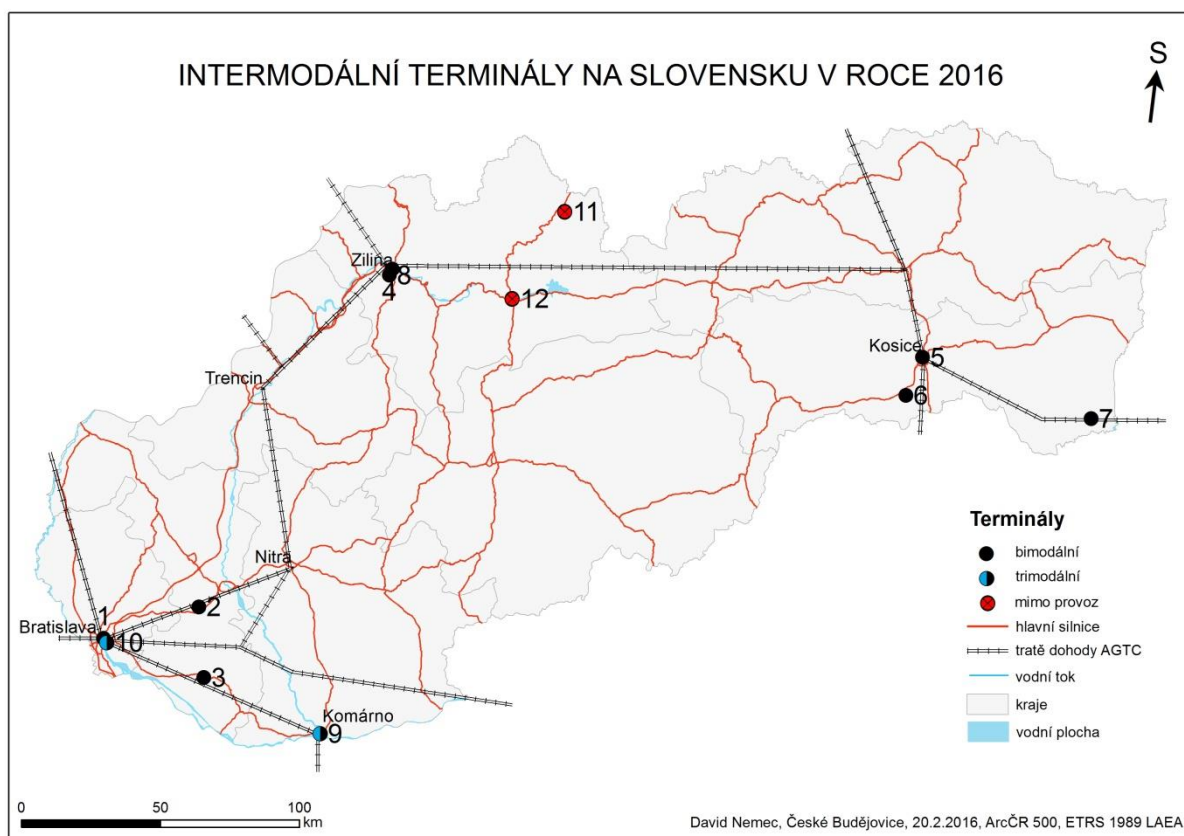 INTERMODÁLNÍ TERMINÁLY NA SLOVENSKU V ROCE 2016
S
11
Zilina
8
4
12
Kosice
5
Trencin
6
7
Nitra
2
1
Bratislava
10
3
Komárno
9
Terminály
bimodální
trimodální
mimo provoz
hlavní silnice
tratě dohody AGTC
vodní tok
kraje
vodní plocha
0 50 100
km
David Nemec, České Budějovice, 20.2.2016, ArcČR 500, ETRS 1989 LAEA